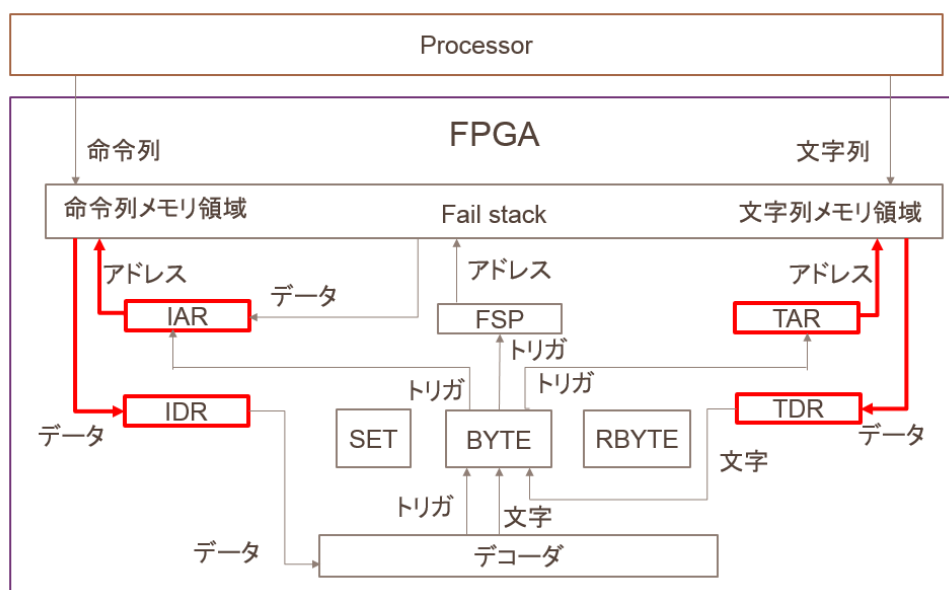 Processor
FPGA
命令列
文字列
命令列メモリ領域
Fail stack
文字列メモリ領域
アドレス
データ
アドレス
アドレス
IAR
FSP
TAR
トリガ
トリガ
トリガ
IDR
TDR
データ
SET
BYTE
RBYTE
データ
文字
トリガ
文字
データ
デコーダ